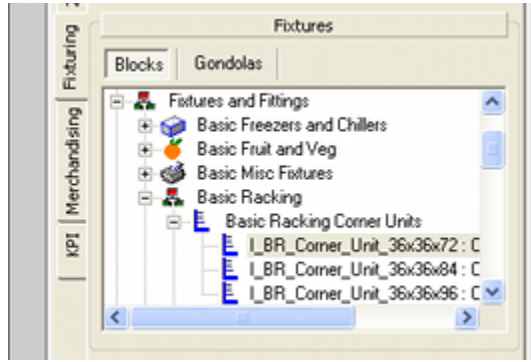 Fixtures
Blocks
Gondolas
Fixtures and Fittings
Basic Freezers and Chillers
Basic Fruit and Veg
Basic Misc Fixtures
Basic Racking
Basic Racking Corner Units
I_BR_Corner_Unit_36x36x72 : C
I_BR_Corner_Unit_36x36x84 : C
I_BR_Corner_Unit_36x36x96 : C
Fixturing
Merchandising
KPI